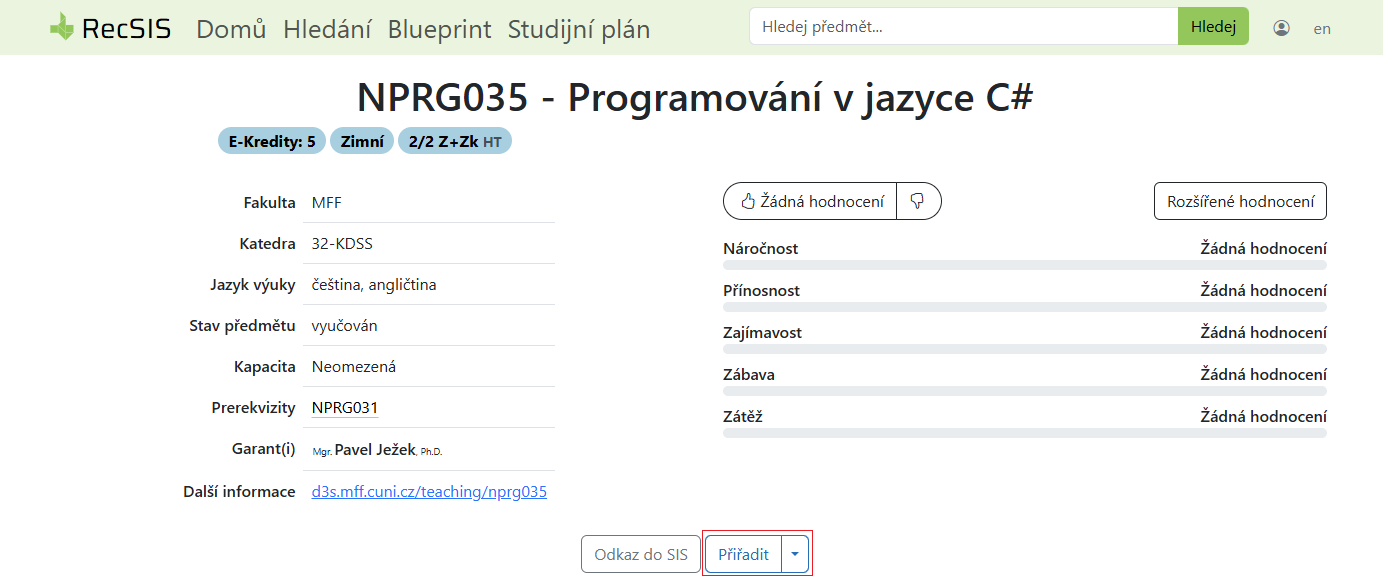 RecSIS Domů Hledání Blueprint Studijní plán Hledej předmět... Hledej en
NPRG035 - Programování v jazyce C#
E-Kredity: 5 Zimní 2/2 Z+Zk HT
Fakulta MFF
Katedra 32-KDSS
Jazyk výuky čeština, angličtina
Stav předmětu vyučován
Kapacita Neomezená
Prerekvizity NPRG031
Garant(i) Mgr. Pavel Ježek, Ph.D.
Další informace d3s.mff.cuni.cz/teaching/nprg035
Žádná hodnocení Rozšířené hodnocení
Náročnost Žádná hodnocení
Přínosnost Žádná hodnocení
Zajímavost Žádná hodnocení
Zábava Žádná hodnocení
Zátěž Žádná hodnocení
Odkaz do SIS Přiřadit